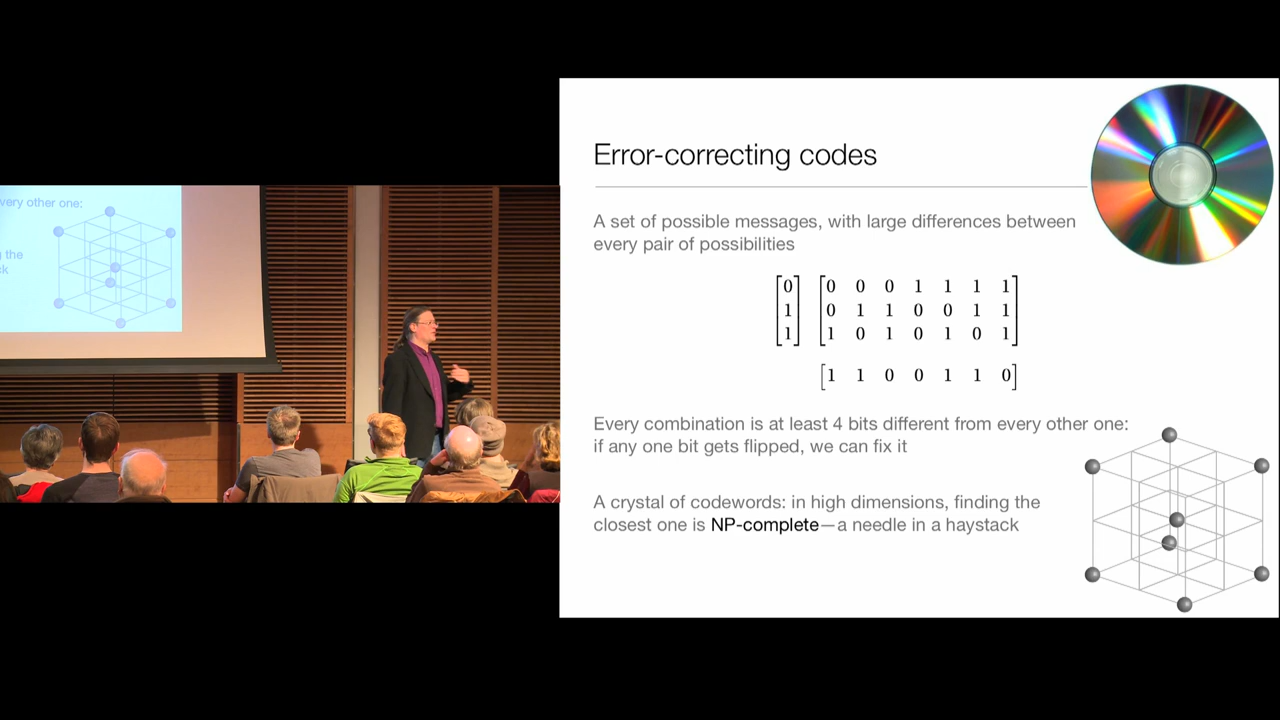 very other one:
g the
ck
Error-correcting codes
A set of possible messages, with large differences between
every pair of possibilities
[0] [0 0 0 1 1 1 1]
[1] [0 1 1 0 0 1 1]
[1] [1 0 1 0 1 0 1]
[1 1 0 0 1 1 0]
Every combination is at least 4 bits different from every other one:
if any one bit gets flipped, we can fix it
A crystal of codewords: in high dimensions, finding the
closest one is NP-complete—a needle in a haystack